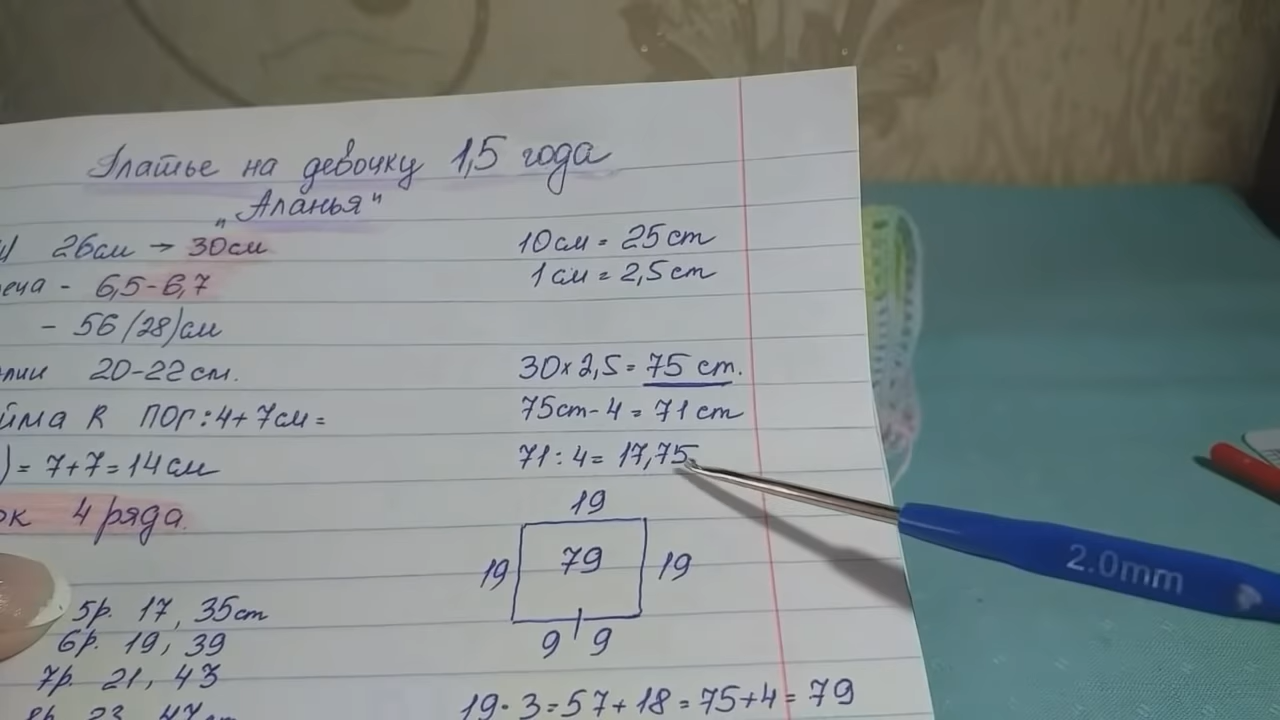 Платье на девочку 1,5 года
"Аланья"
26см → 30см
10см = 25ст
6,5-6,7
1см = 2,5ст
- 56/28)см
20-22см.
30×2,5 = 75 ст.
R ПОГ:4+7см=
75ст-4 = 71ст
)= 7+7=14см
71:4= 17,75
4 ряда.
19
79
19
19
9 9
5р. 17, 35ст
6р. 19, 39
7р. 21, 43
19·3=57+18=75+4=79
2.0mm